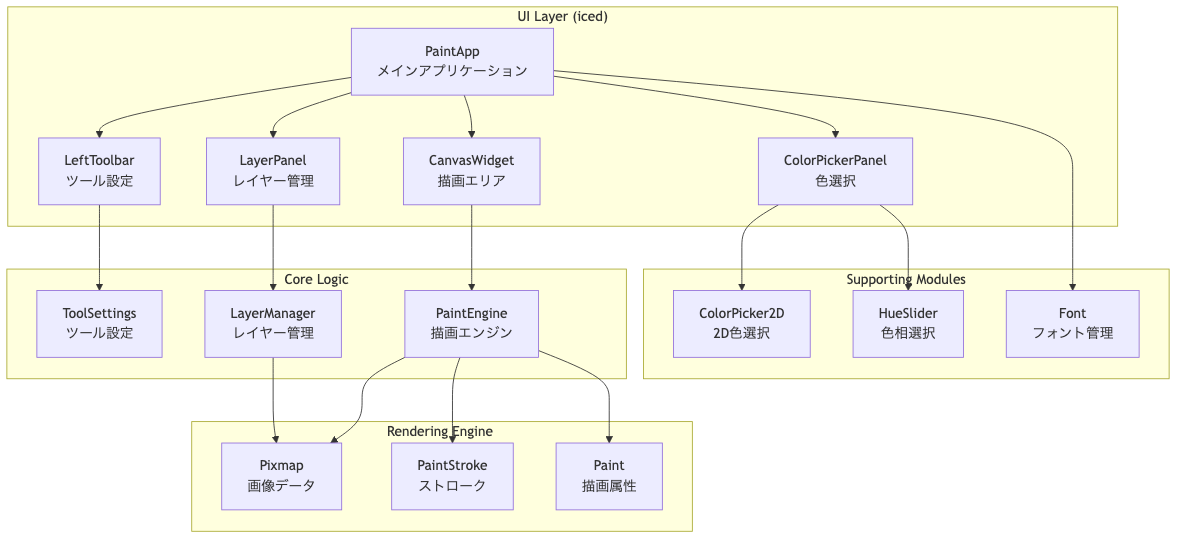 UI Layer (iced)
PaintApp
メインアプリケーション
LeftToolbar
ツール設定
LayerPanel
レイヤー管理
CanvasWidget
描画エリア
ColorPickerPanel
色選択
Core Logic
ToolSettings
ツール設定
LayerManager
レイヤー管理
PaintEngine
描画エンジン
Supporting Modules
ColorPicker2D
2D色選択
HueSlider
色相選択
Font
フォント管理
Rendering Engine
Pixmap
画像データ
PaintStroke
ストローク
Paint
描画属性